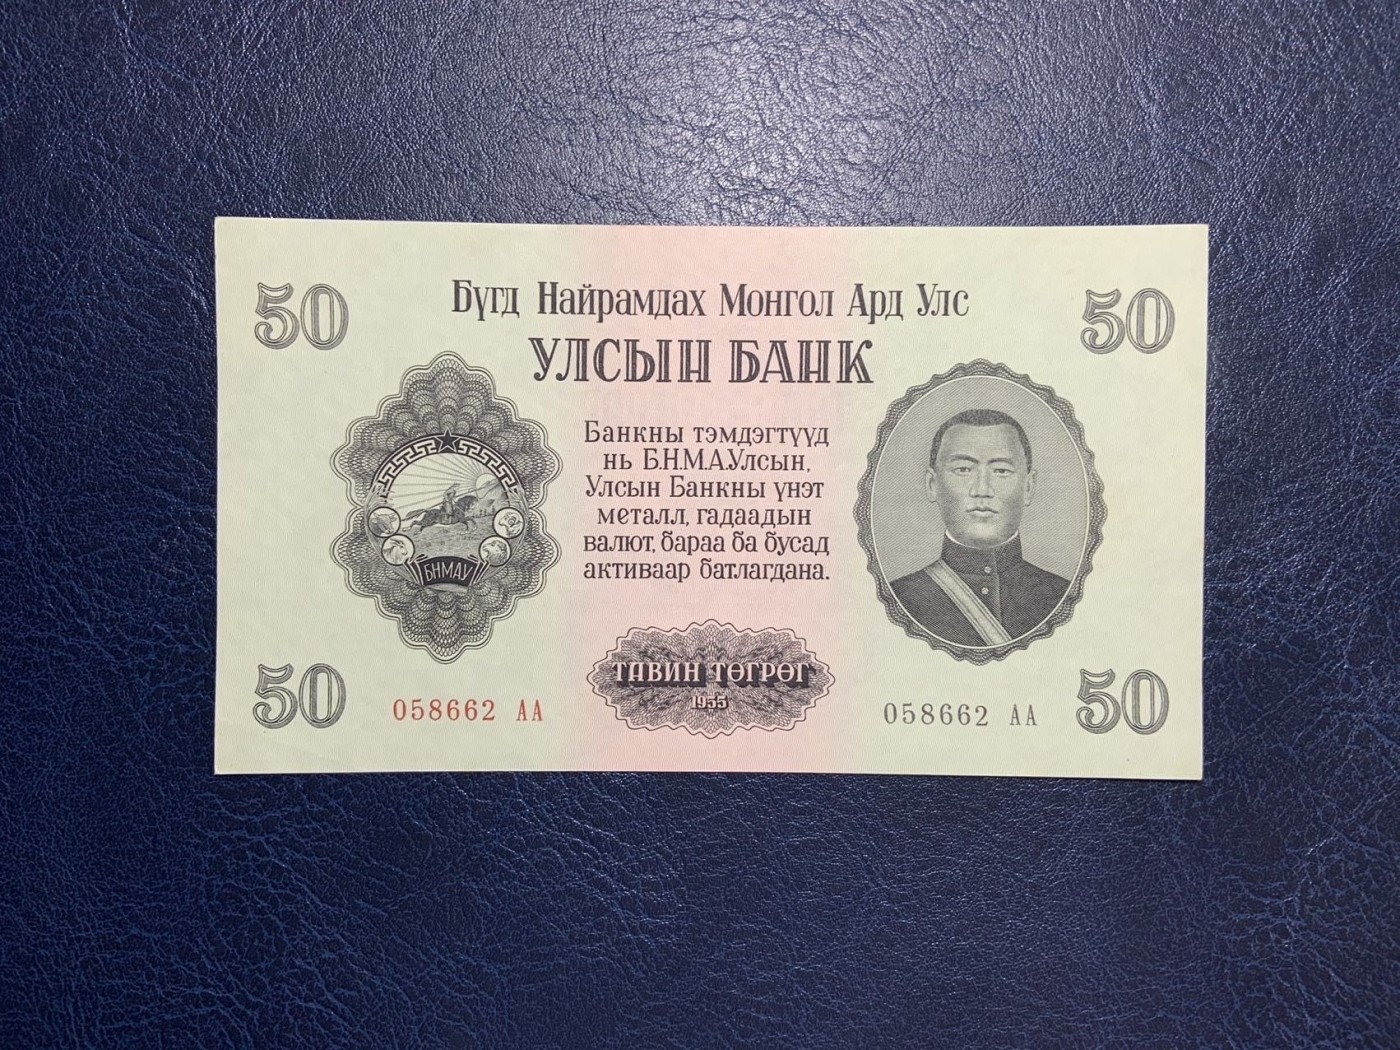 50
50
Бүгд Найрамдах Монгол Ард Улс
УЛСЫН БАНК
Банкны тэмдэгтүүд
нь Б.Н.М.А.Улсын,
Улсын Банкны үнэт
металл, гадаадын
валют, бараа ба бусад
активаар батлагдана.
БНМАУ
ТАВИН ТӨГРӨГ
1955
50
058662 АА
058662 АА
50